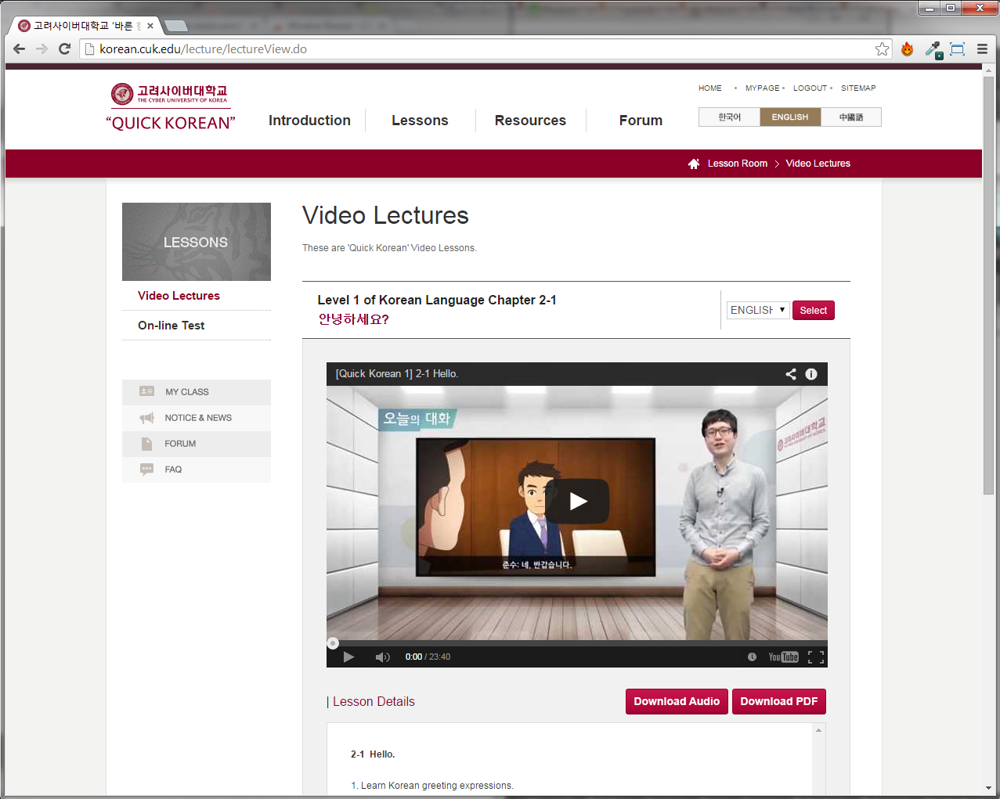 고려사이버대학교 '바른 한
korean.cuk.edu/lecture/lectureView.do
고려사이버대학교
THE CYBER UNIVERSITY OF KOREA
"QUICK KOREAN"
Introduction
Lessons
Resources
Forum
HOME • MYPAGE • LOGOUT • SITEMAP
한국어 ENGLISH 中國語
Lesson Room > Video Lectures
LESSONS
Video Lectures
On-line Test
MY CLASS
NOTICE & NEWS
FORUM
FAQ
Video Lectures
These are 'Quick Korean' Video Lessons.
Level 1 of Korean Language Chapter 2-1
안녕하세요?
ENGLISH
Select
[Quick Korean 1] 2-1 Hello.
오늘의 대화
고려사이버대학교
준수: 네, 반갑습니다.
0:00 / 23:40
YouTube
| Lesson Details
Download Audio
Download PDF
2-1 Hello.
1. Learn Korean greeting expressions.